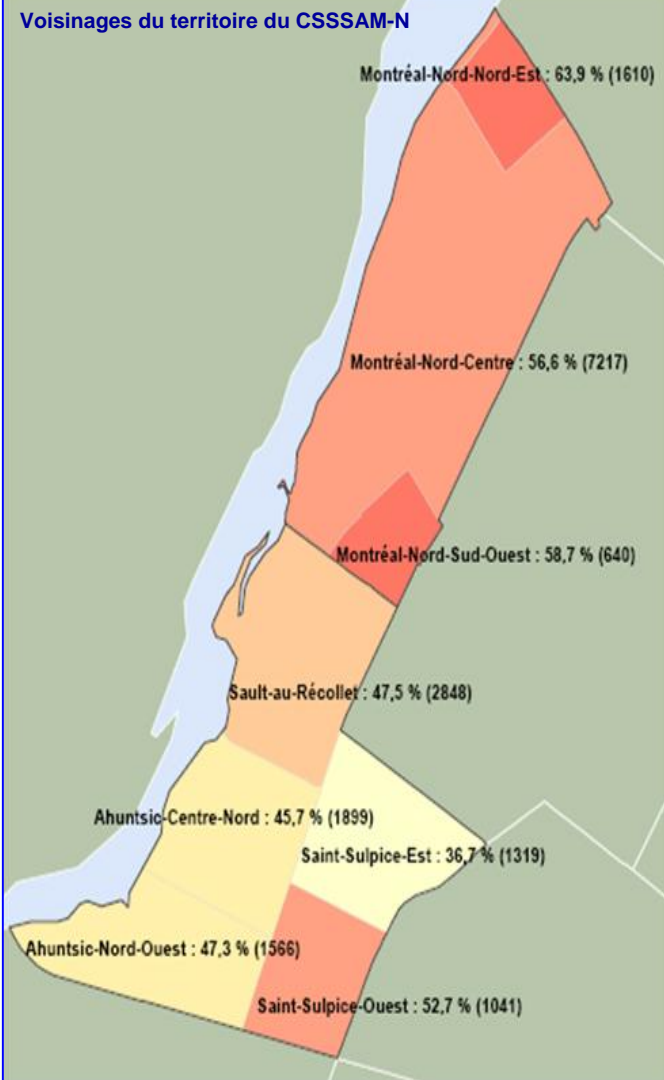 Voisinages du territoire du CSSSAM-N
Montréal-Nord-Nord-Est : 63,9 % (1610)
Montréal-Nord-Centre : 56,6 % (7217)
Montréal-Nord-Sud-Ouest : 58,7 % (640)
Sault-au-Récollet : 47,5 % (2848)
Ahuntsic-Centre-Nord : 45,7 % (1899)
Saint-Sulpice-Est : 36,7 % (1319)
Ahuntsic-Nord-Ouest : 47,3 % (1566)
Saint-Sulpice-Ouest : 52,7 % (1041)